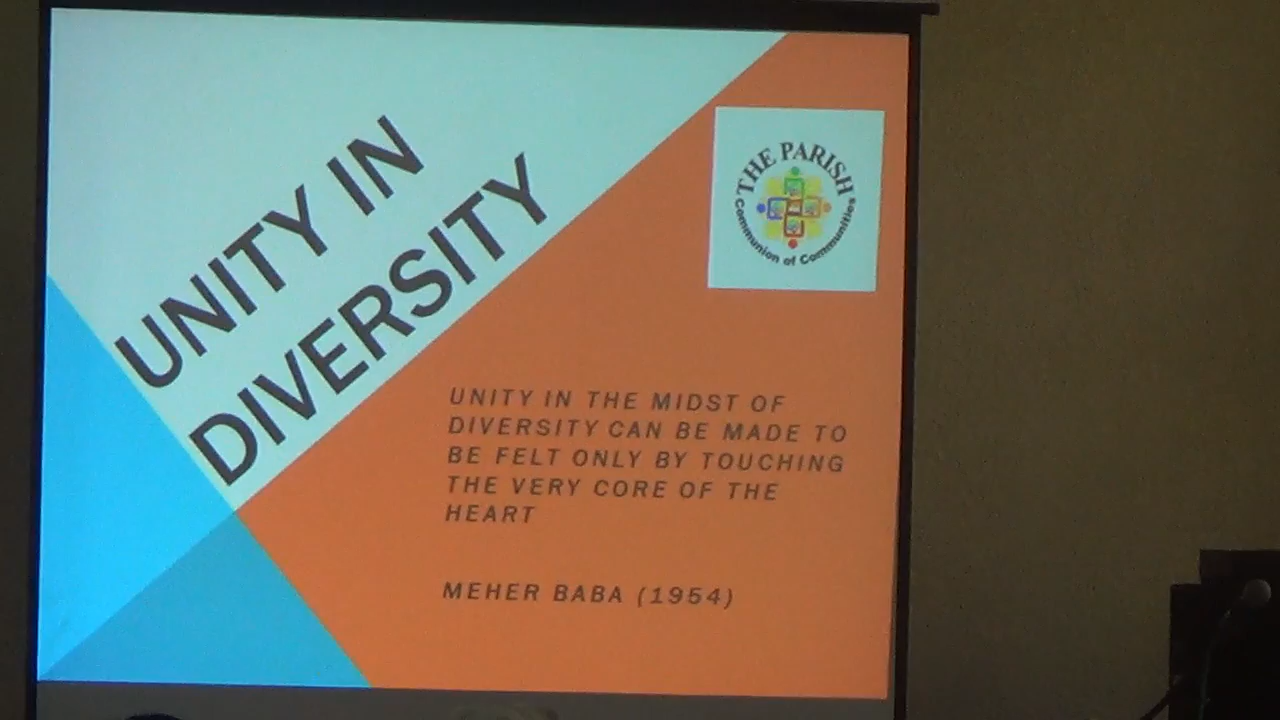 UNITY IN
DIVERSITY
THE PARISH
Communion of Communities
UNITY IN THE MIDST OF
DIVERSITY CAN BE MADE TO
BE FELT ONLY BY TOUCHING
THE VERY CORE OF THE
HEART
MEHER BABA (1954)